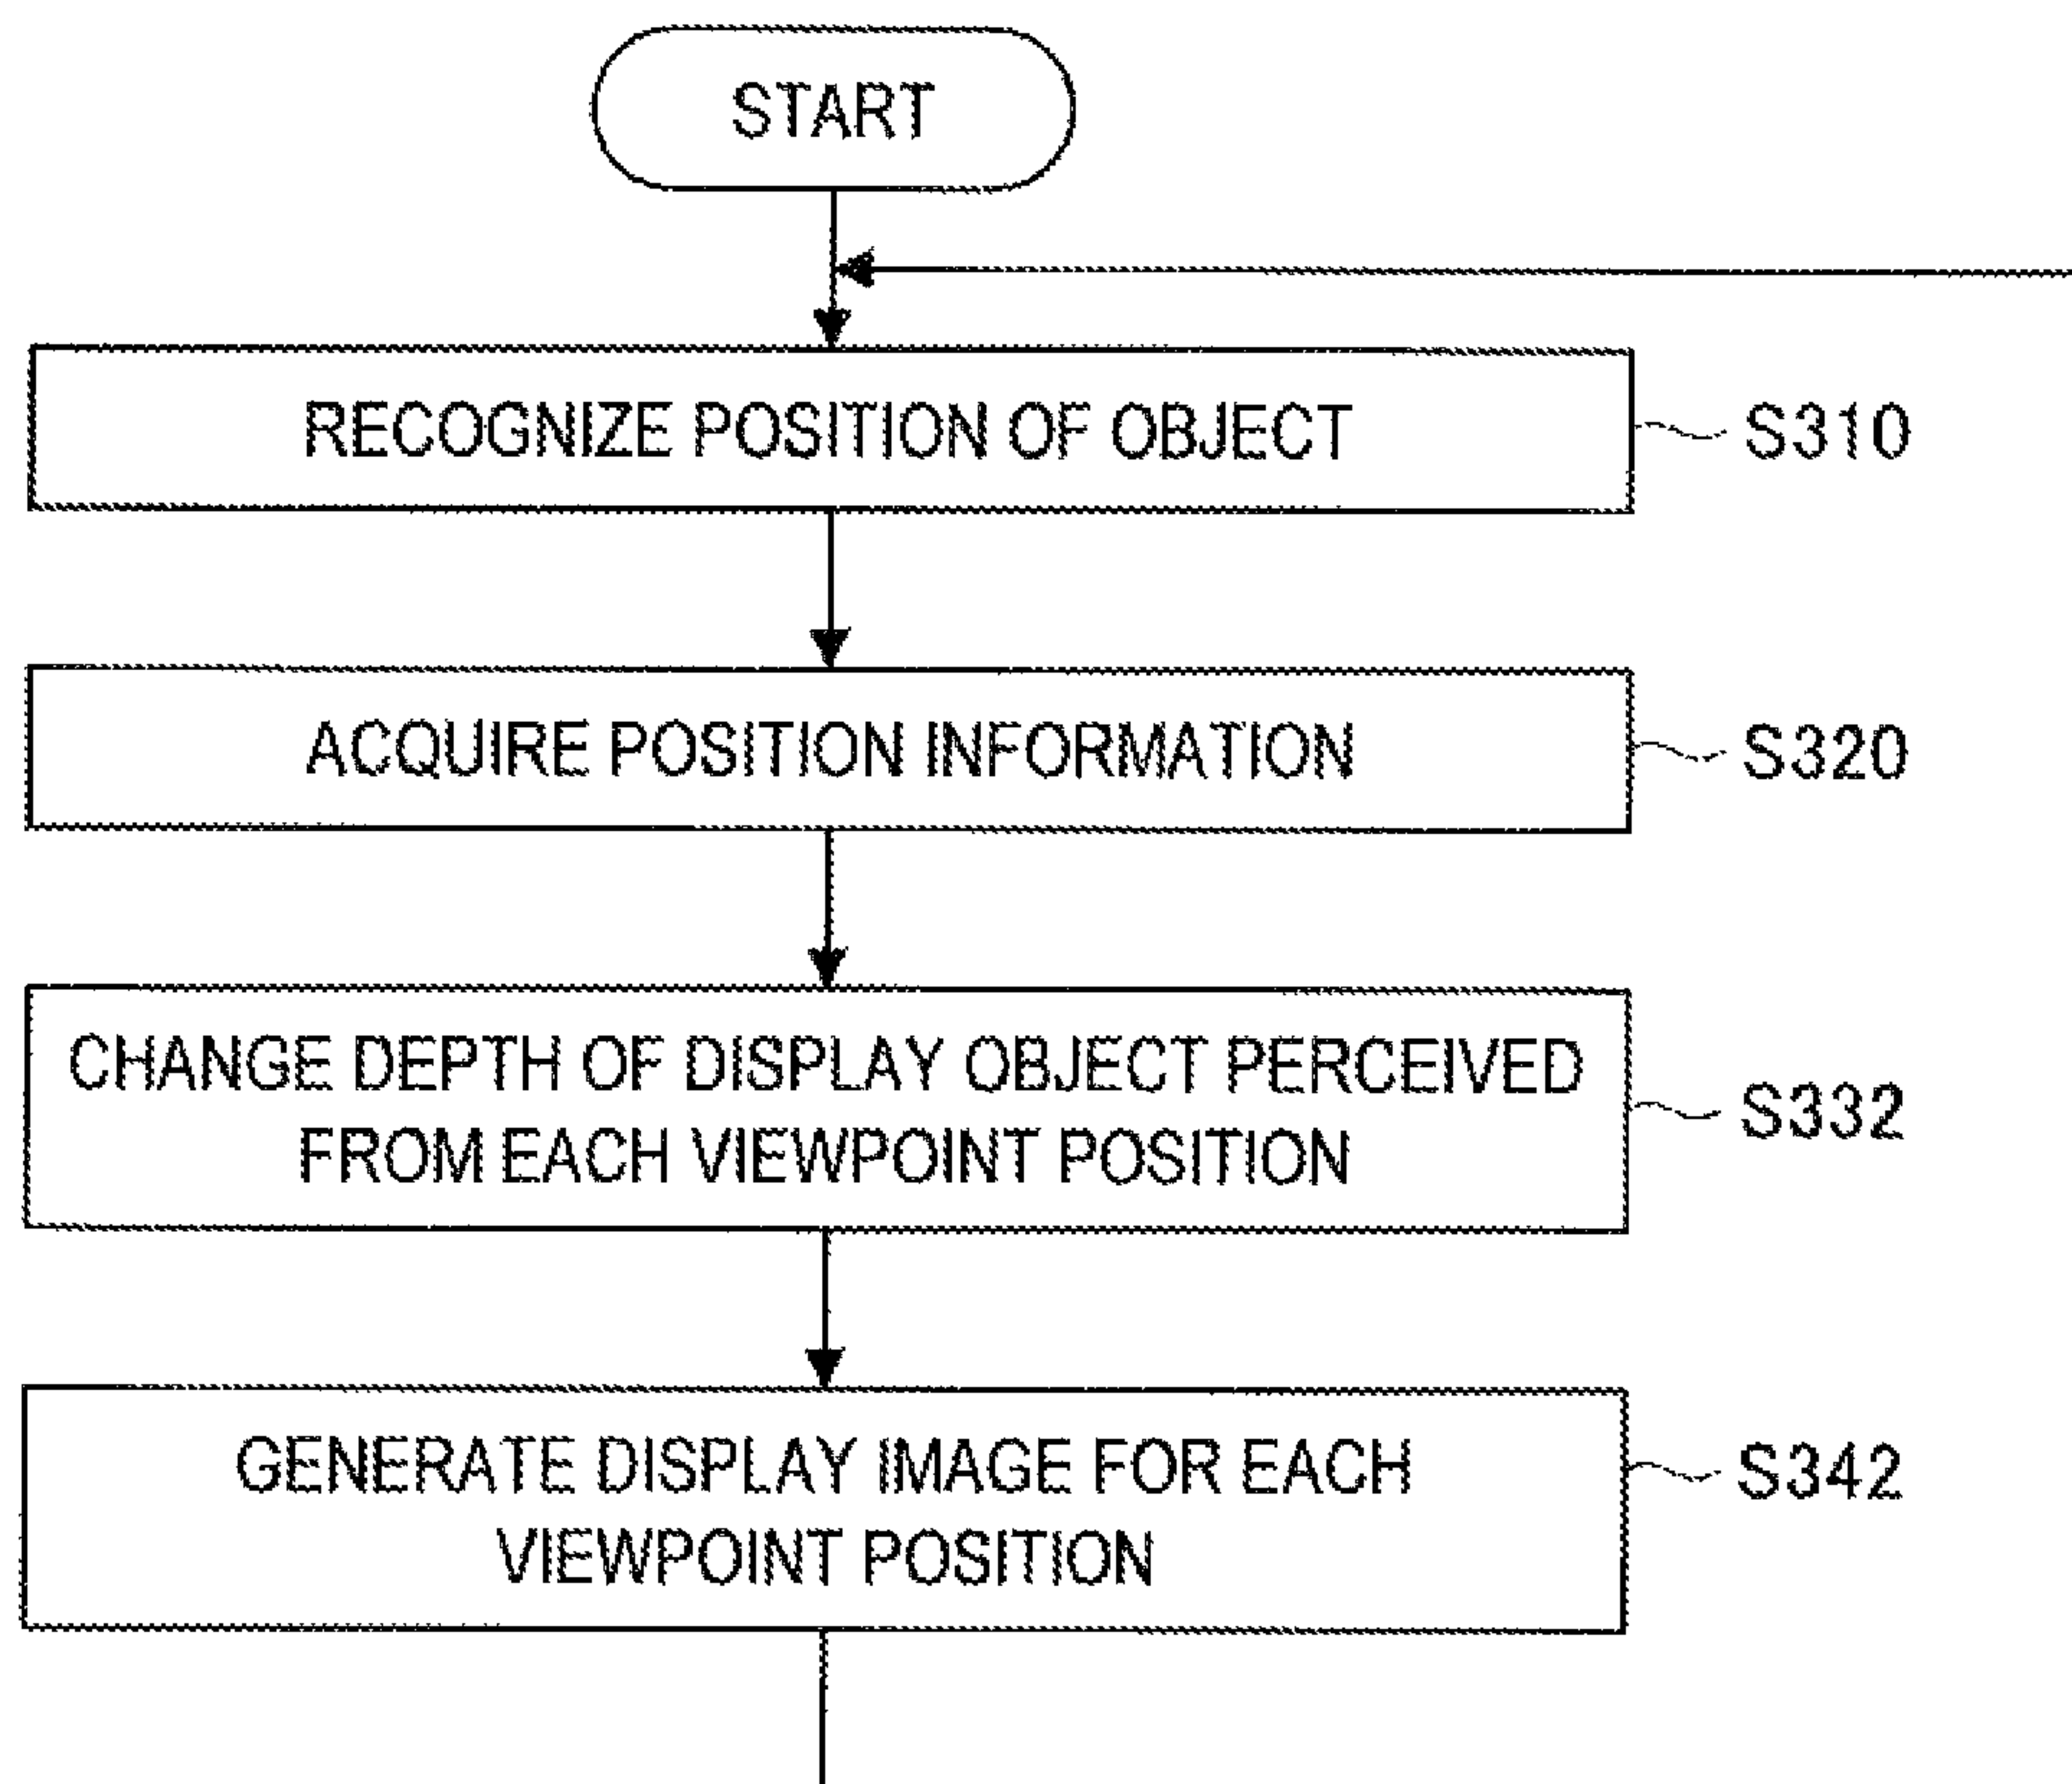 START
RECOGNIZE POSITION OF OBJECT
S310
ACQUIRE POSITION INFORMATION
S320
CHANGE DEPTH OF DISPLAY OBJECT PERCEIVED
FROM EACH VIEWPOINT POSITION
S332
GENERATE DISPLAY IMAGE FOR EACH
VIEWPOINT POSITION
S342